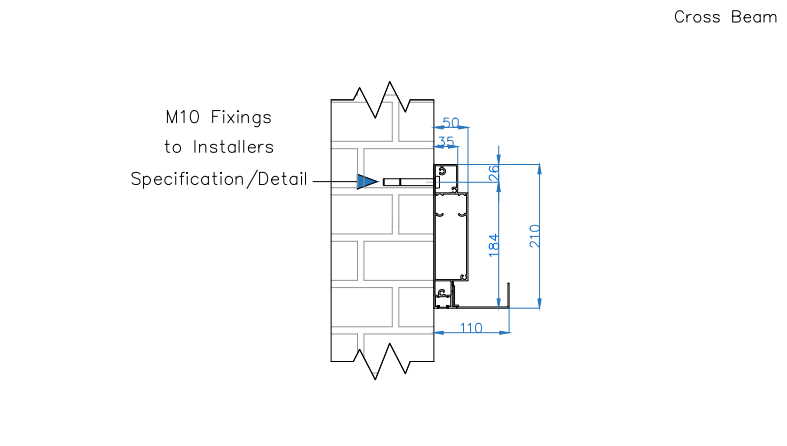 Cross Beam
M10 Fixings
to Installers
Specification/Detail
50
35
26
184
210
110